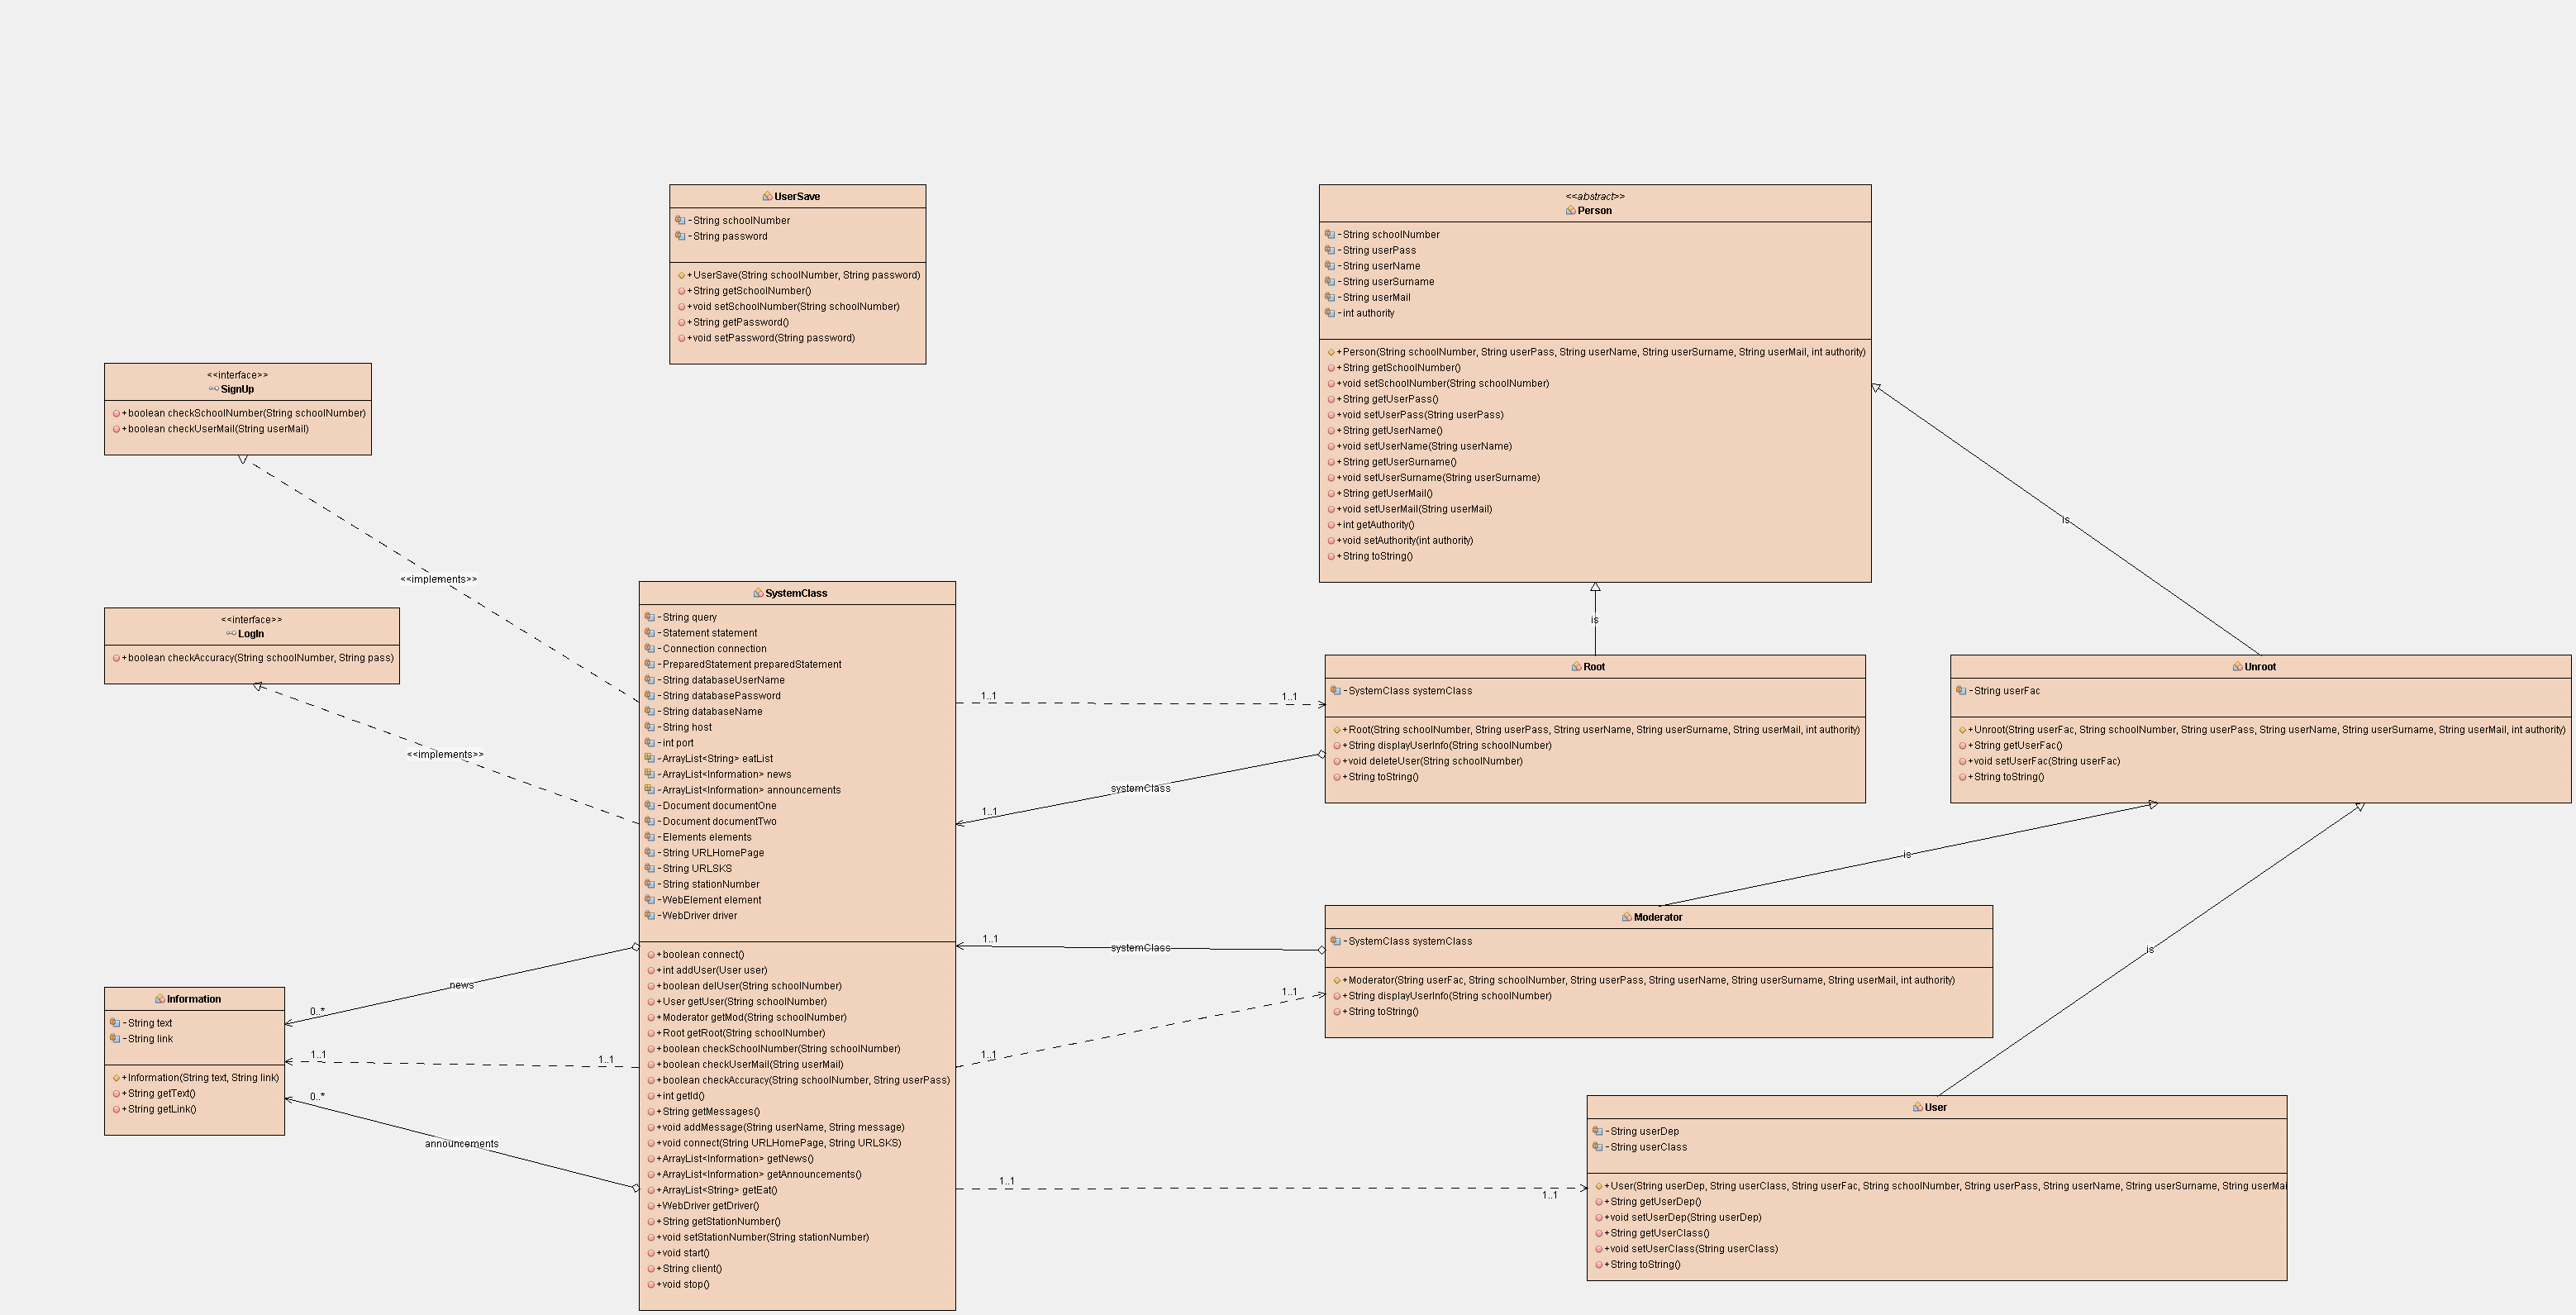 UserSave
-String schoolNumber
-String password
+UserSave(String schoolNumber, String password)
+String getSchoolNumber()
+void setSchoolNumber(String schoolNumber)
+String getPassword()
+void setPassword(String password)
<<abstract>>
Person
-String schoolNumber
-String userPass
-String userName
-String userSurname
-String userMail
-int authority
+Person(String schoolNumber, String userPass, String userName, String userSurname, String userMail, int authority)
+String getSchoolNumber()
+void setSchoolNumber(String schoolNumber)
+String getUserPass()
+void setUserPass(String userPass)
+String getUserName()
+void setUserName(String userName)
+String getUserSurname()
+void setUserSurname(String userSurname)
+String getUserMail()
+void setUserMail(String userMail)
+int getAuthority()
+void setAuthority(int authority)
+String toString()
<<interface>>
SignUp
+boolean checkSchoolNumber(String schoolNumber)
+boolean checkUserMail(String userMail)
<<implements>>
<<interface>>
LogIn
+boolean checkAccuracy(String schoolNumber, String pass)
<<implements>>
SystemClass
-String query
-Statement statement
-Connection connection
-PreparedStatement preparedStatement
-String databaseUserName
-String databasePassword
-String databaseName
-String host
-int port
-ArrayList<String> eatList
-ArrayList<Information> news
-ArrayList<Information> announcements
-Document documentOne
-Document documentTwo
-Elements elements
-String URLHomePage
-String URLSKS
-String stationNumber
-WebElement element
-WebDriver driver
+boolean connect()
+int addUser(User user)
+boolean delUser(String schoolNumber)
+User getUser(String schoolNumber)
+Moderator getMod(String schoolNumber)
+Root getRoot(String schoolNumber)
+boolean checkSchoolNumber(String schoolNumber)
+boolean checkUserMail(String userMail)
+boolean checkAccuracy(String schoolNumber, String userPass)
+int getId()
+String getMessages()
+void addMessage(String userName, String message)
+void connect(String URLHomePage, String URLSKS)
+ArrayList<Information> getNews()
+ArrayList<Information> getAnnouncements()
+ArrayList<String> getEat()
+WebDriver getDriver()
+String getStationNumber()
+void setStationNumber(String stationNumber)
+void start()
+String client()
+void stop()
is
is
1..1
1..1
systemClass
1..1
Root
-SystemClass systemClass
+Root(String schoolNumber, String userPass, String userName, String userSurname, String userMail, int authority)
+String displayUserInfo(String schoolNumber)
+void deleteUser(String schoolNumber)
+String toString()
Unroot
-String userFac
+Unroot(String userFac, String schoolNumber, String userPass, String userName, String userSurname, String userMail, int authority)
+String getUserFac()
+void setUserFac(String userFac)
+String toString()
is
is
1..1
systemClass
1..1
1..1
Moderator
-SystemClass systemClass
+Moderator(String userFac, String schoolNumber, String userPass, String userName, String userSurname, String userMail, int authority)
+String displayUserInfo(String schoolNumber)
+String toString()
news
0..*
1..1
1..1
0..*
announcements
Information
-String text
-String link
+Information(String text, String link)
+String getText()
+String getLink()
1..1
1..1
User
-String userDep
-String userClass
+User(String userDep, String userClass, String userFac, String schoolNumber, String userPass, String userName, String userSurname, String userMai
+String getUserDep()
+void setUserDep(String userDep)
+String getUserClass()
+void setUserClass(String userClass)
+String toString()